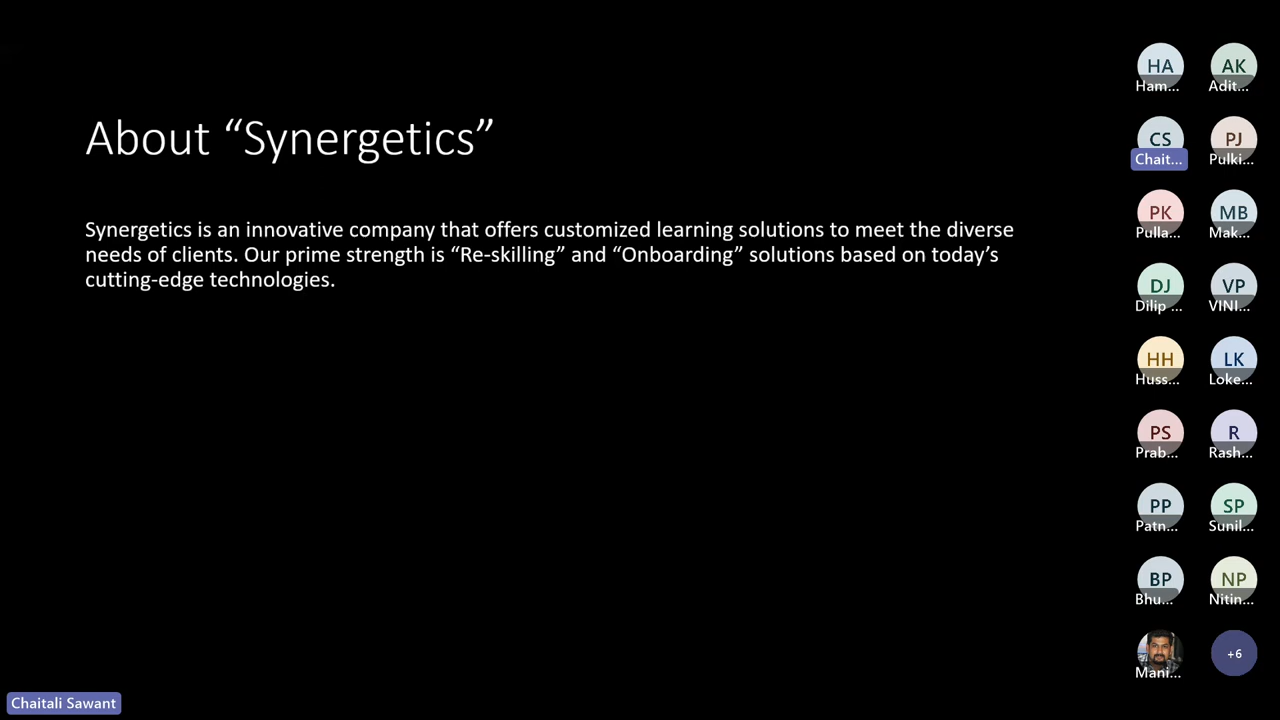 About “Synergetics”
Synergetics is an innovative company that offers customized learning solutions to meet the diverse
needs of clients. Our prime strength is “Re-skilling” and “Onboarding” solutions based on today’s
cutting-edge technologies.
HA
Ham...
AK
Adit...
CS
Chait...
PJ
Pulki...
PK
Pulla...
MB
Mak...
DJ
Dilip ...
VP
VINI...
HH
Huss...
LK
Loke...
PS
Prab...
R
Rash...
PP
Patn...
SP
Sunil...
BP
Bhu...
NP
Nitin...
Mani...
+6
Chaitali Sawant